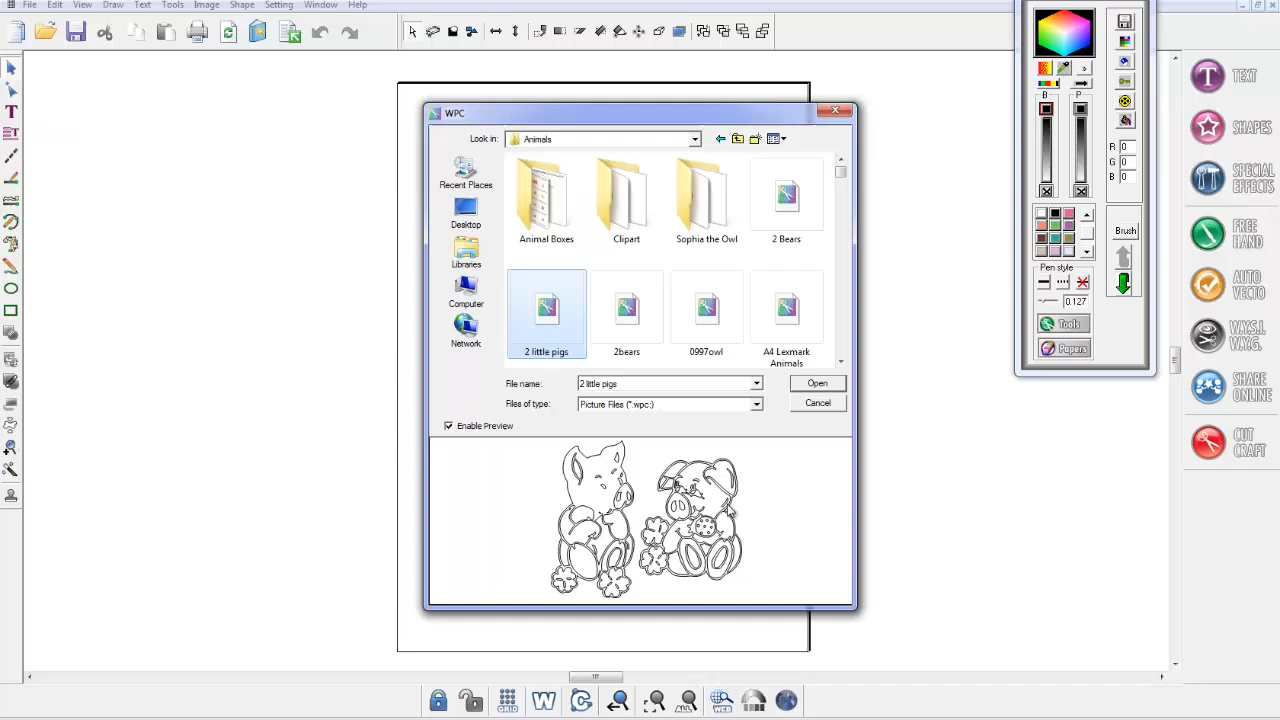 File Edit View Draw Text Tools Image Shape Setting Window Help
WPC
Look in: Animals
Recent Places
Desktop
Libraries
Computer
Network
Animal Boxes Clipart Sophia the Owl 2 Bears
2 little pigs 2bears 0997owl A4 Lexmark
Animals
File name: 2 little pigs Open
Files of type: Picture Files (*.wpc;) Cancel
Enable Preview
B P
R 0
G 0
B 0
Brush
Pen style
0.127
Tools
Papers
TEXT
SHAPES
SPECIAL
EFFECTS
FREE
HAND
AUTO
VECTO
W.Y.S.I.
W.Y.G.
SHARE
ONLINE
CUT
CRAFT
GRID W ALL WEB